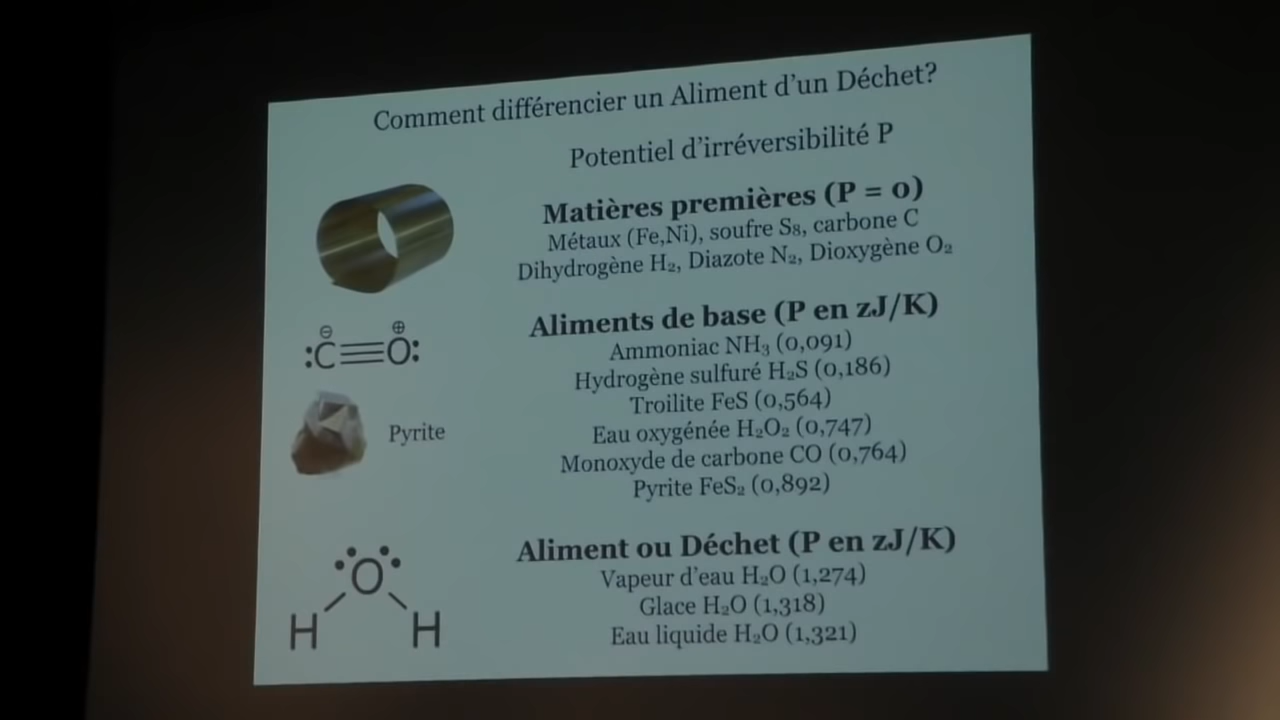 Comment différencier un Aliment d'un Déchet?
Potentiel d'irréversibilité P
Matières premières (P = 0)
Métaux (Fe,Ni), soufre S₈, carbone C
Dihydrogène H₂, Diazote N₂, Dioxygène O₂
⊖ ⊕
:C≡O:
Aliments de base (P en zJ/K)
Ammoniac NH₃ (0,091)
Hydrogène sulfuré H₂S (0,186)
Troilite FeS (0,564)
Pyrite
Eau oxygénée H₂O₂ (0,747)
Monoxyde de carbone CO (0,764)
Pyrite FeS₂ (0,892)
Aliment ou Déchet (P en zJ/K)
Vapeur d'eau H₂O (1,274)
Glace H₂O (1,318)
Eau liquide H₂O (1,321)
O
H H